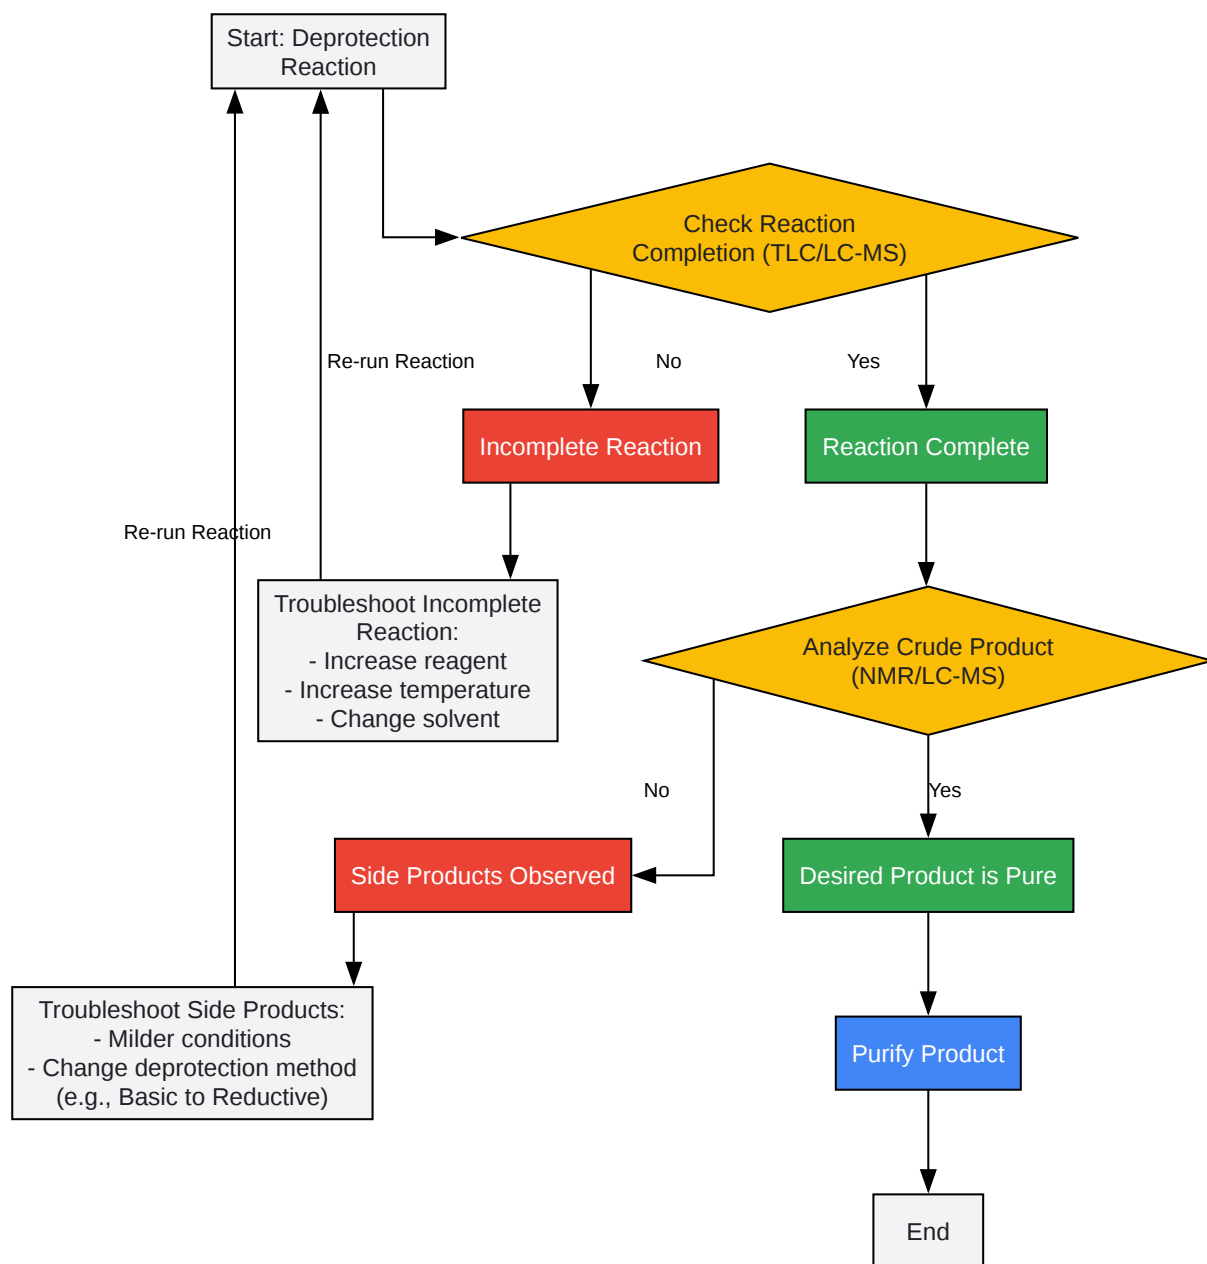 Start: Deprotection
Reaction
Check Reaction
Completion (TLC/LC-MS)
Re-run Reaction
No
Yes
Incomplete Reaction
Reaction Complete
Re-run Reaction
Troubleshoot Incomplete
Reaction:
- Increase reagent
- Increase temperature
- Change solvent
Analyze Crude Product
(NMR/LC-MS)
No
Yes
Side Products Observed
Desired Product is Pure
Troubleshoot Side Products:
- Milder conditions
- Change deprotection method
(e.g., Basic to Reductive)
Purify Product
End